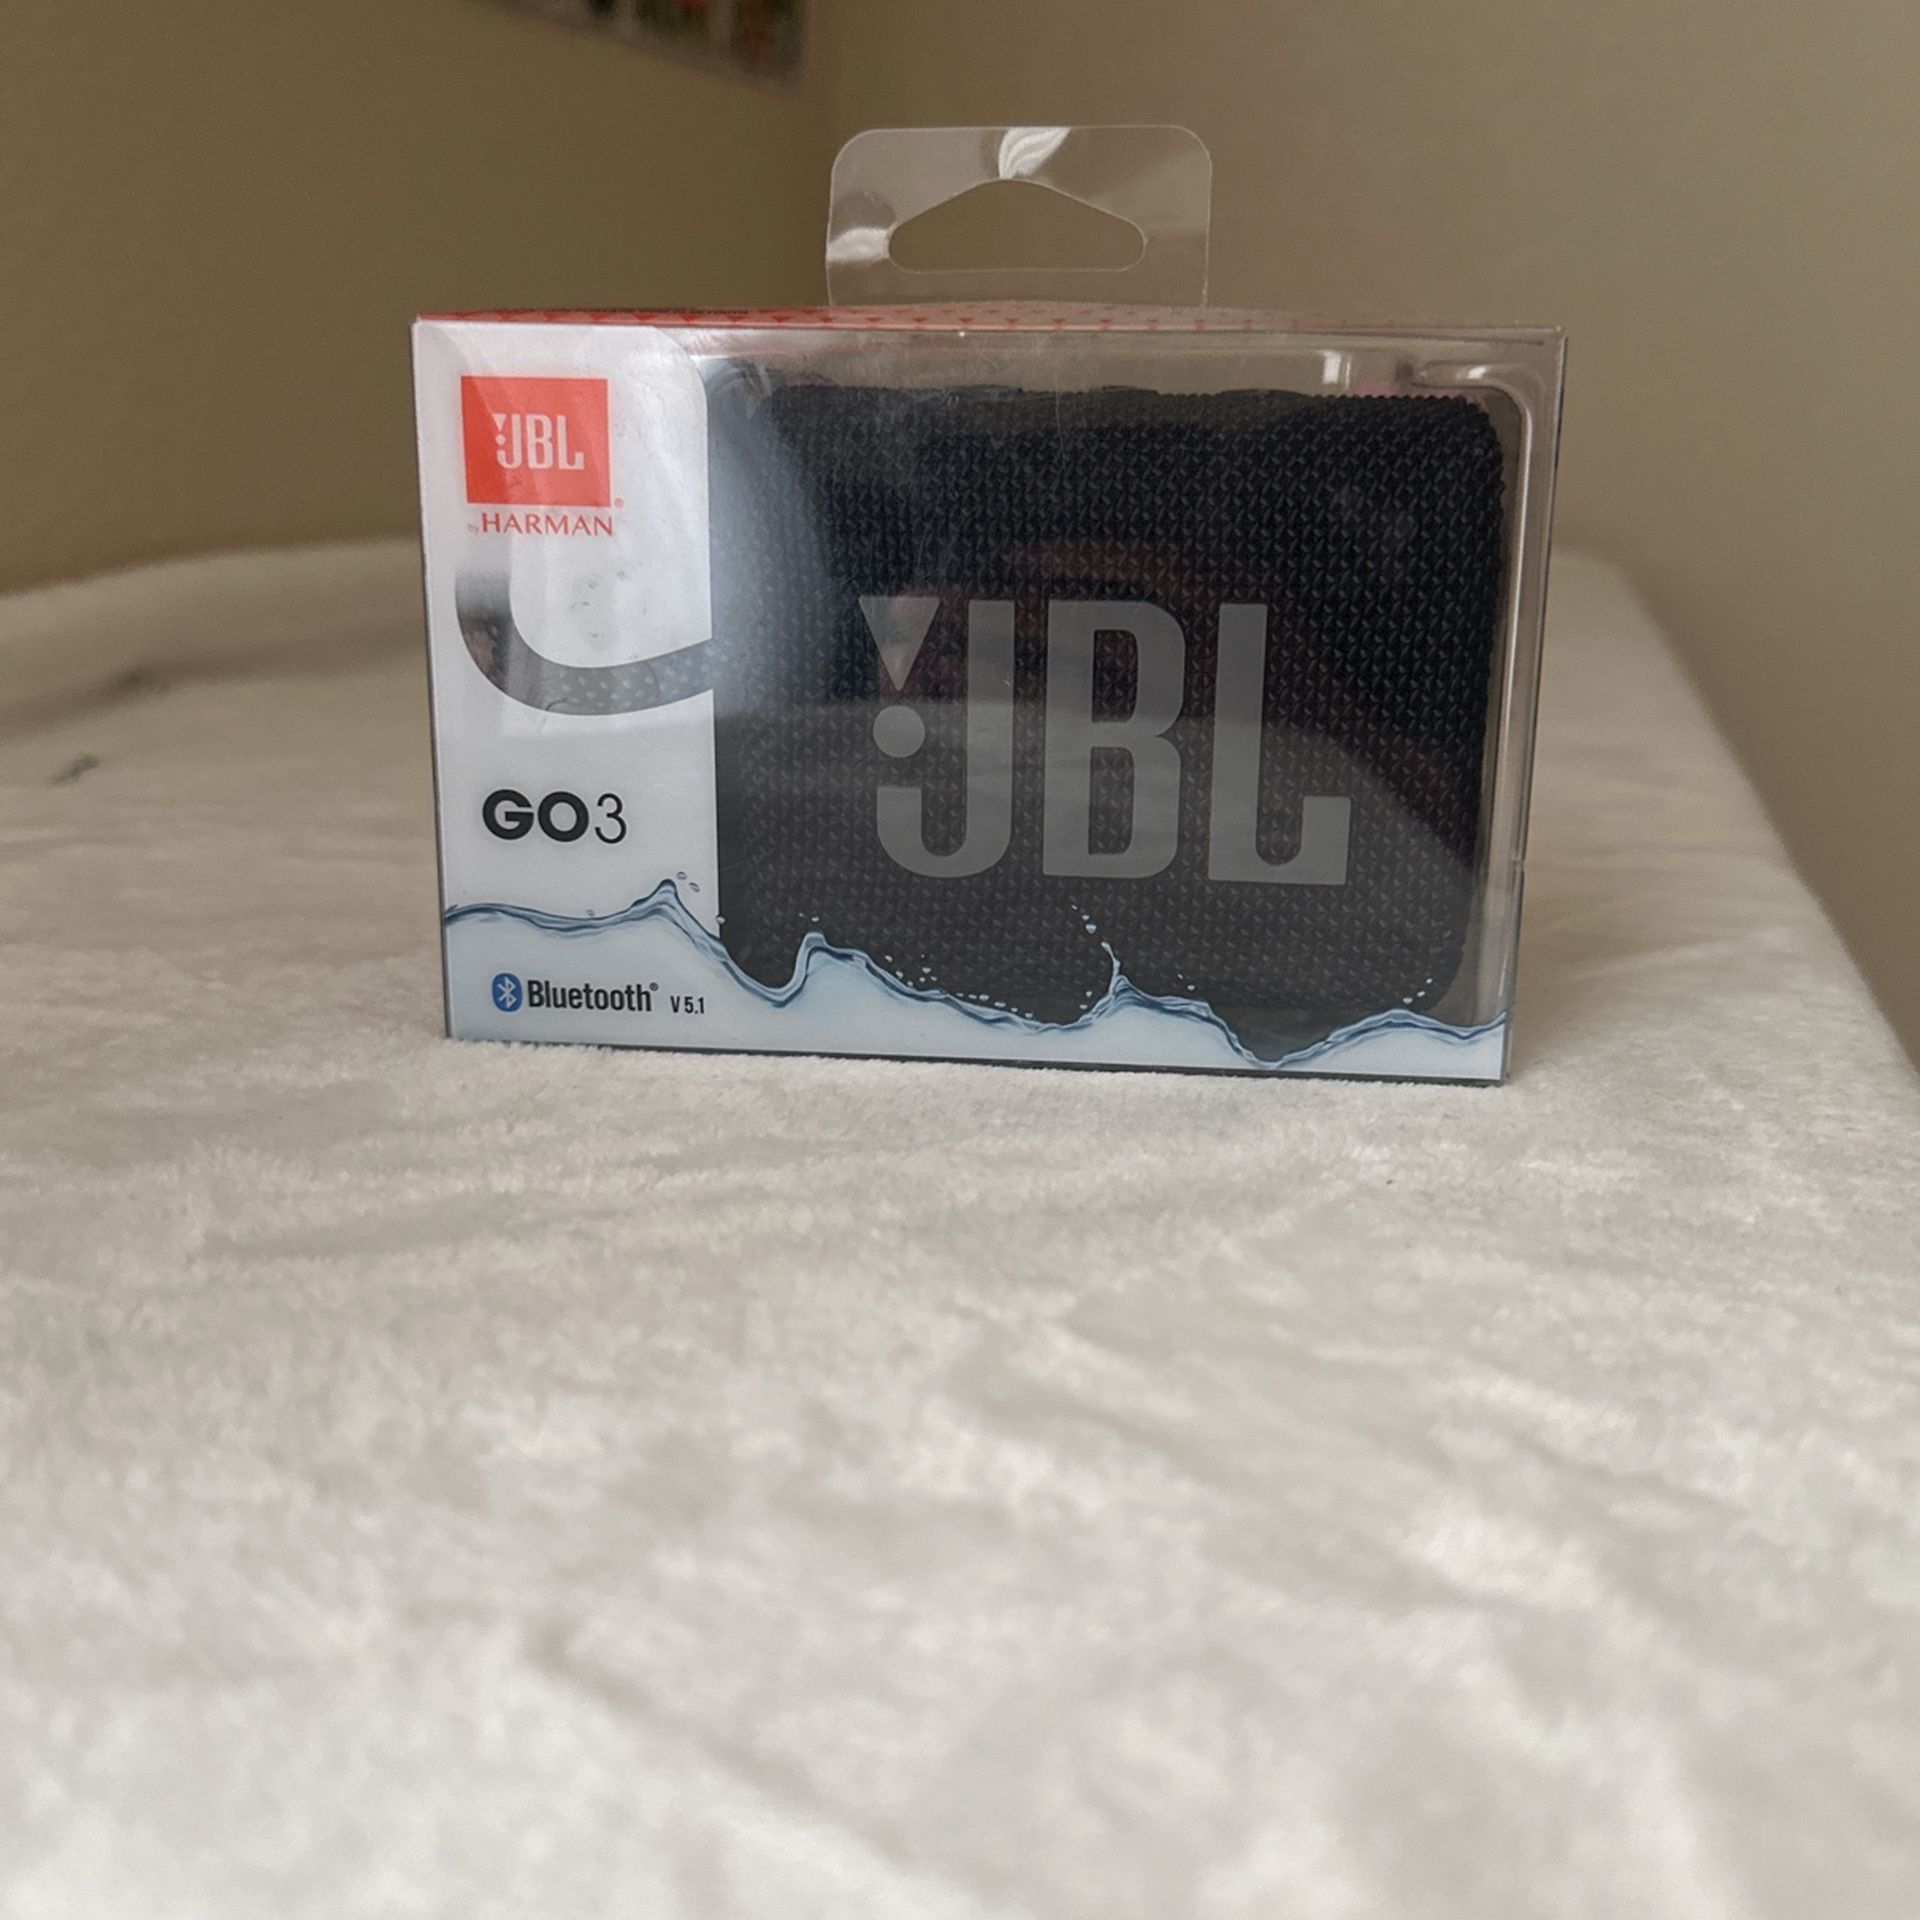 JBL
by HARMAN
JBL
GO3
Bluetooth® V 5.1